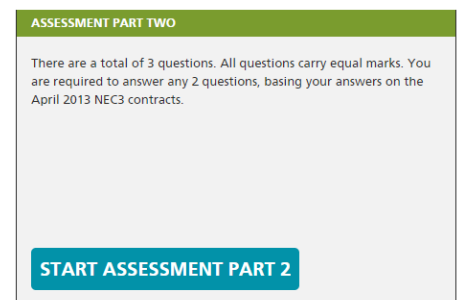 ASSESSMENT PART TWO
There are a total of 3 questions. All questions carry equal marks. You
are required to answer any 2 questions, basing your answers on the
April 2013 NEC3 contracts.
START ASSESSMENT PART 2